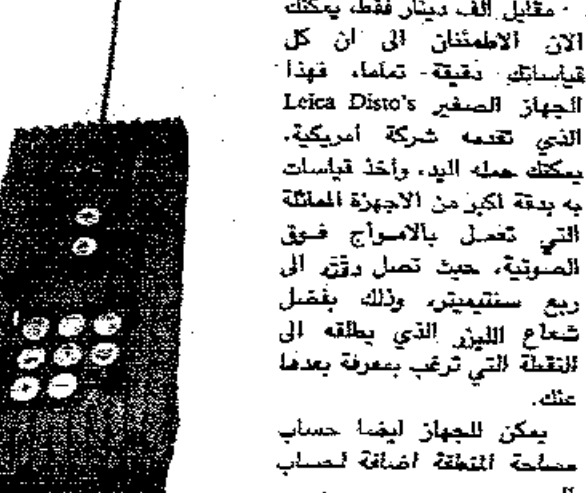 مقابل الف دينار فقط، يمكنك
الان الاطمئنان الى ان كل
قياساتك دقيقة تماما، فهذا
الجهاز الصغير Leica Disto's
الذي تقدمه شركة أمريكية،
يمكنك حمله اليد، وأخذ قياسات
به بدقة اكبر من الاجهزة المماثلة
التي تعمل بالامواج فوق
الصوتية، حيث تصل دقته الى
ربع سنتيميتر، وذلك بفضل
شعاع الليزر الذي يطلقه الى
النقطة التي ترغب بمعرفة بعدها
عنك.
يمكن للجهاز ايضا حساب
مساحة المنطقة اضافة لحساب